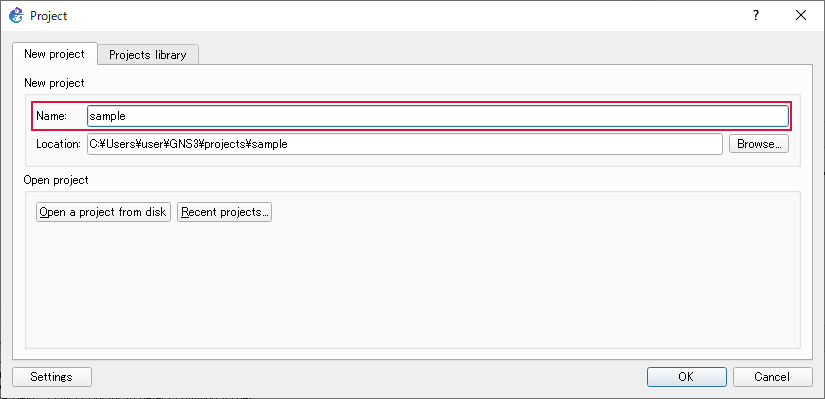 Project
New project Projects library
New project
Name: sample
Location: C:¥Users¥user¥GNS3¥projects¥sample Browse...
Open project
Open a project from disk Recent projects...
Settings OK Cancel